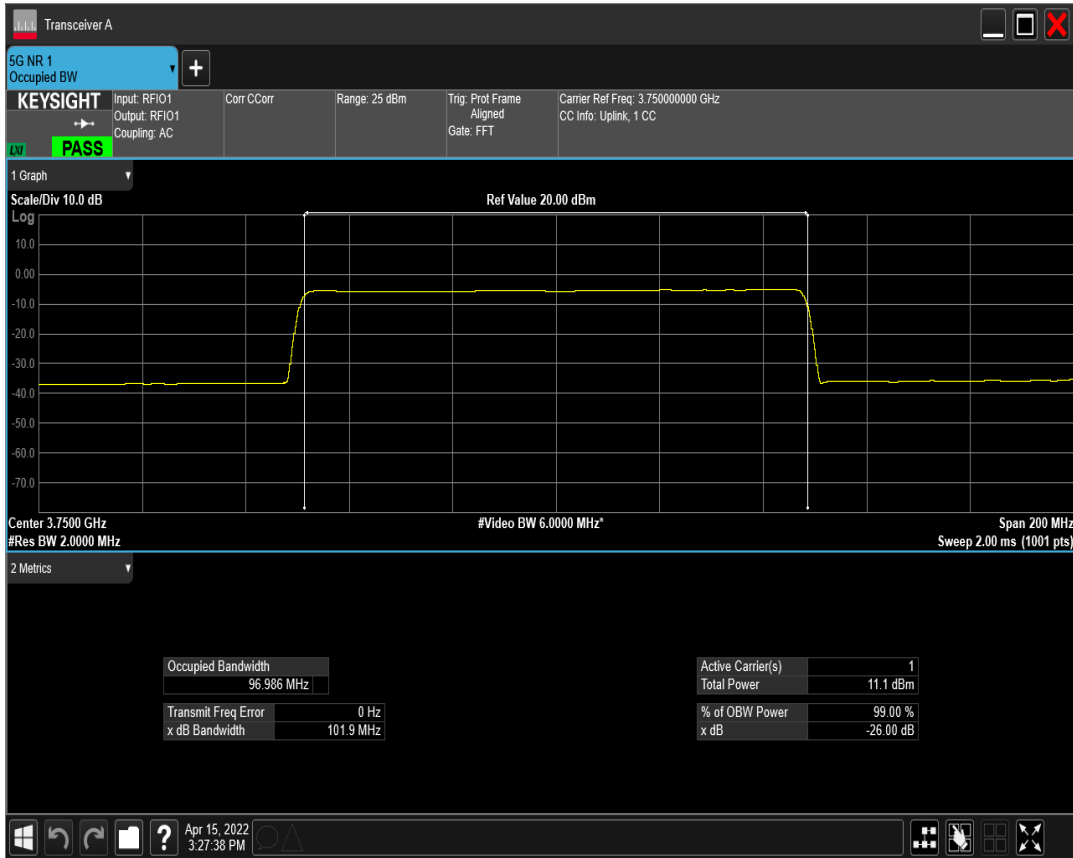 Transceiver A
5G NR 1
Occupied BW
+
KEYSIGHT
LXI
PASS
Input: RFIO1
Output: RFIO1
Coupling: AC
Corr CCorr
Range: 25 dBm
Trig: Prot Frame
Aligned
Gate: FFT
Carrier Ref Freq: 3.750000000 GHz
CC Info: Uplink, 1 CC
1 Graph
Scale/Div 10.0 dB
Ref Value 20.00 dBm
Log
10.0
0.00
-10.0
-20.0
-30.0
-40.0
-50.0
-60.0
-70.0
Center 3.7500 GHz
#Video BW 6.0000 MHz*
Span 200 MHz
#Res BW 2.0000 MHz
Sweep 2.00 ms (1001 pts)
2 Metrics
Occupied Bandwidth
96.986 MHz
Transmit Freq Error 0 Hz
x dB Bandwidth 101.9 MHz
Active Carrier(s) 1
Total Power 11.1 dBm
% of OBW Power 99.00 %
x dB -26.00 dB
?
Apr 15, 2022
3:27:38 PM